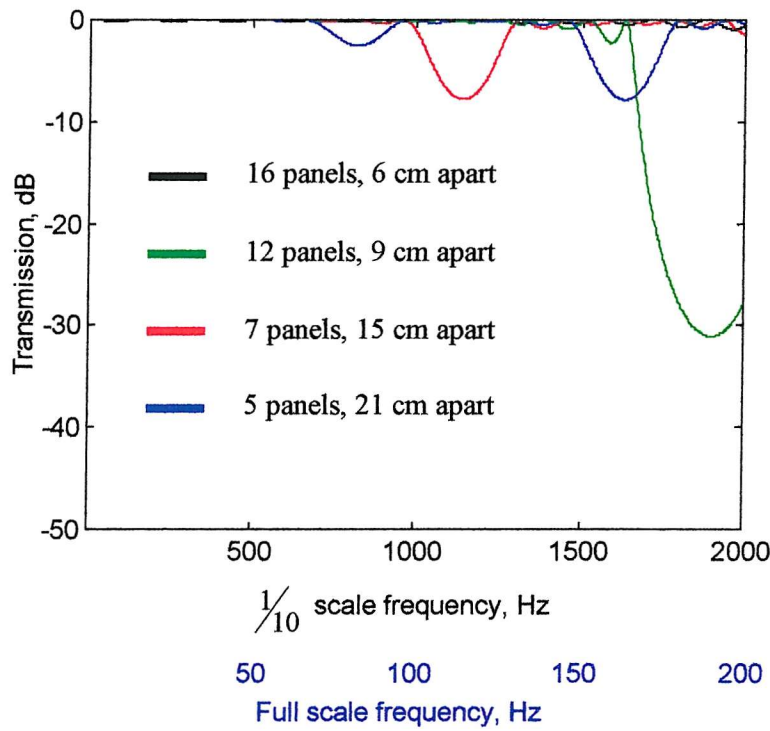 0
-10
-20
-30
-40
-50
Transmission, dB
16 panels, 6 cm apart
12 panels, 9 cm apart
7 panels, 15 cm apart
5 panels, 21 cm apart
500 1000 1500 2000
1/10 scale frequency, Hz
50 100 150 200
Full scale frequency, Hz